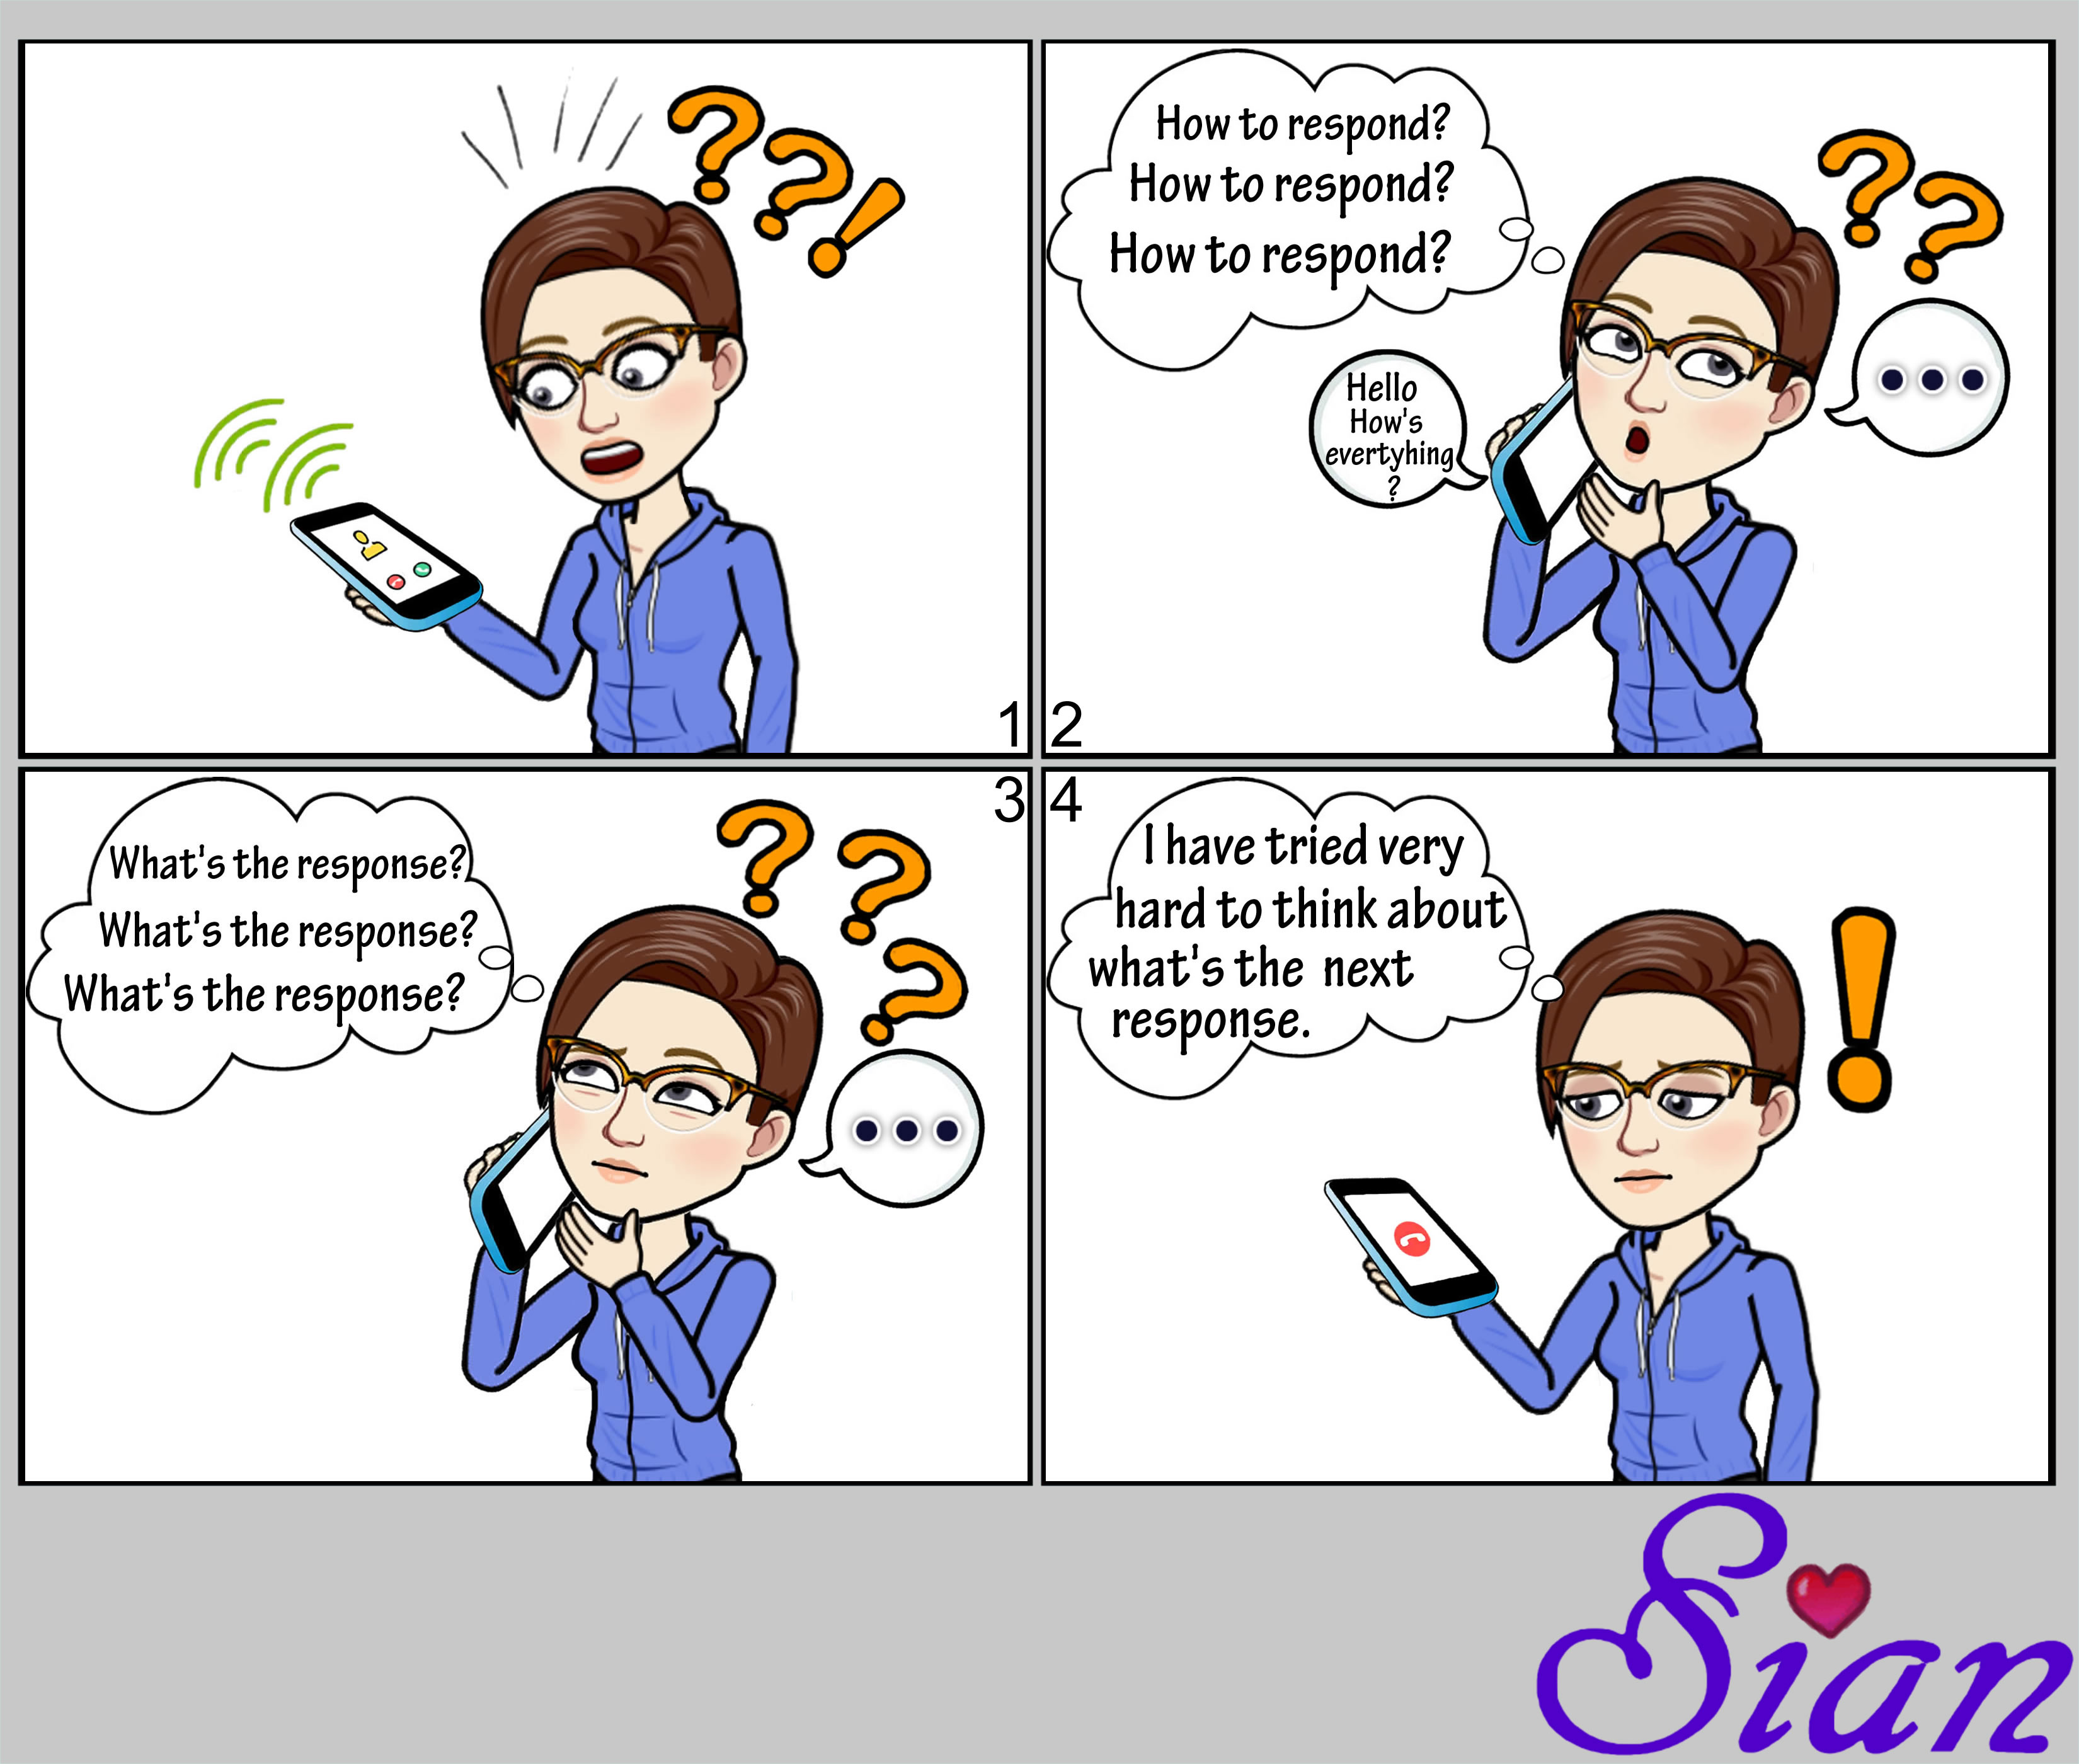 1
2
How to respond?
How to respond?
How to respond?
Hello
How's
evertyhing
?
3
What's the response?
What's the response?
What's the response?
4
I have tried very
hard to think about
what's the next
response.
Sian